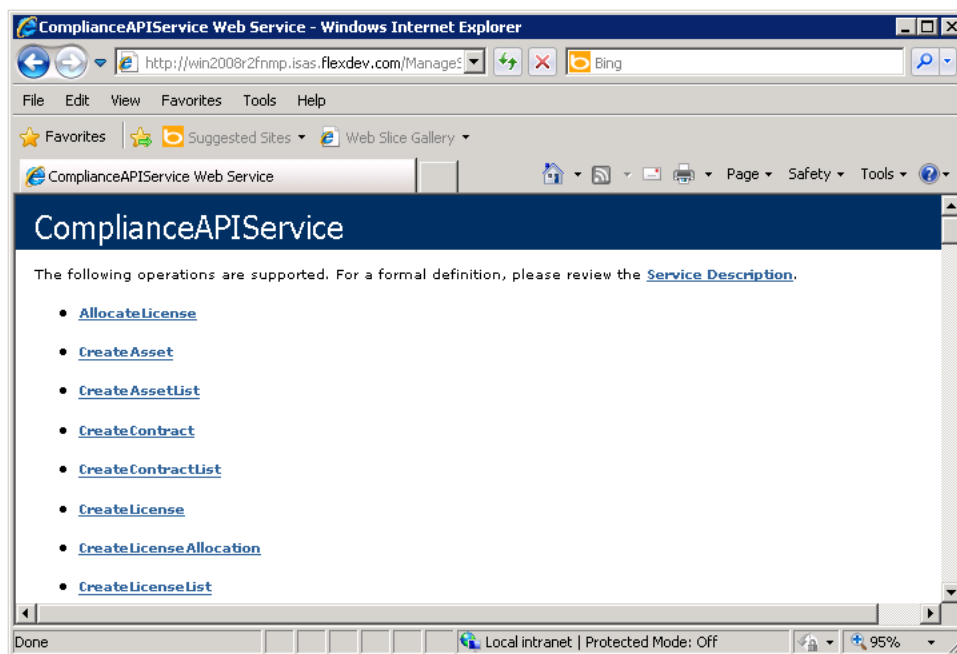 ComplianceAPIService Web Service - Windows Internet Explorer
http://win2008r2fnmp.isas.flexdev.com/ManageS
Bing
File Edit View Favorites Tools Help
Favorites Suggested Sites Web Slice Gallery
ComplianceAPIService Web Service Page Safety Tools
ComplianceAPIService
The following operations are supported. For a formal definition, please review the Service Description.
AllocateLicense
CreateAsset
CreateAssetList
CreateContract
CreateContractList
CreateLicense
CreateLicenseAllocation
CreateLicenseList
Done Local intranet | Protected Mode: Off 95%